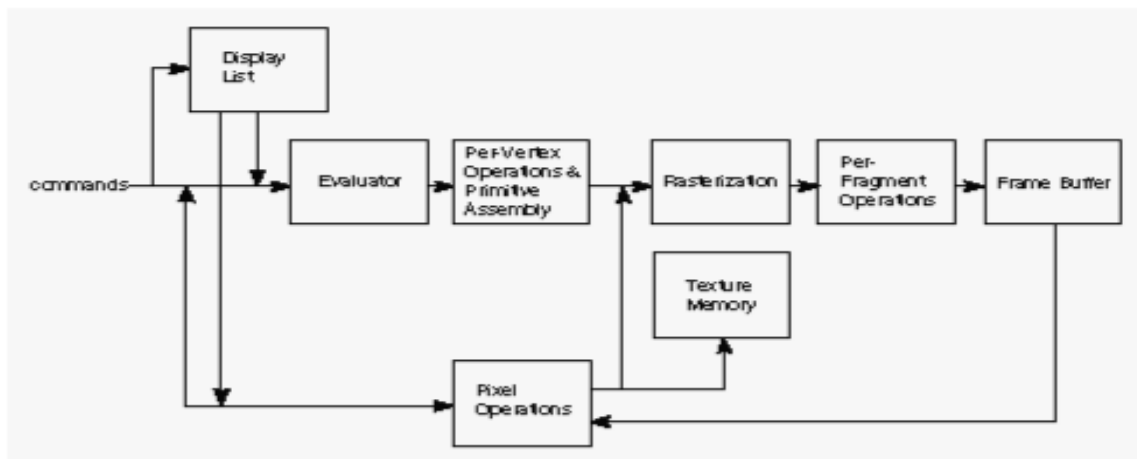 Display
List
commands
Evaluator
Per-Vertex
Operations &
Primitive
Assembly
Rasterization
Per-
Fragment
Operations
Frame Buffer
Texture
Memory
Pixel
Operations